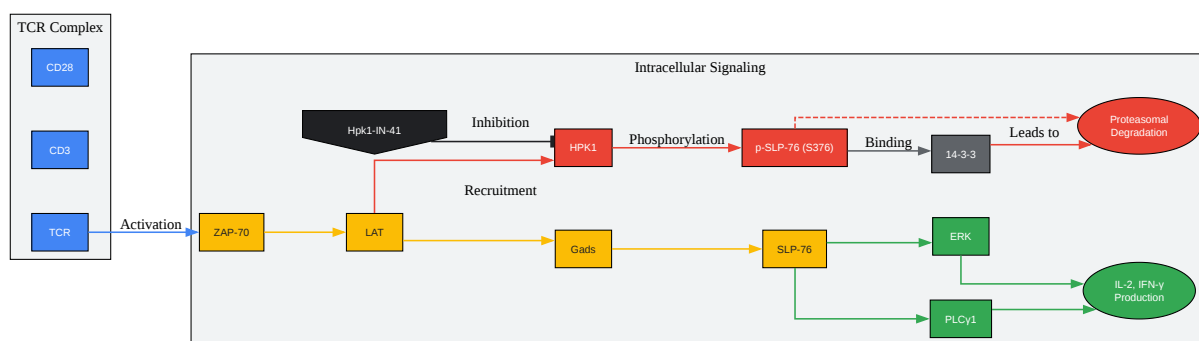 TCR Complex
CD28
CD3
TCR
Activation
Intracellular Signaling
Hpk1-IN-41
Inhibition
HPK1
Phosphorylation
p-SLP-76 (S376)
Binding
14-3-3
Leads to
Proteasomal
Degradation
Recruitment
ZAP-70
LAT
Gads
SLP-76
ERK
PLCγ1
IL-2, IFN-γ
Production